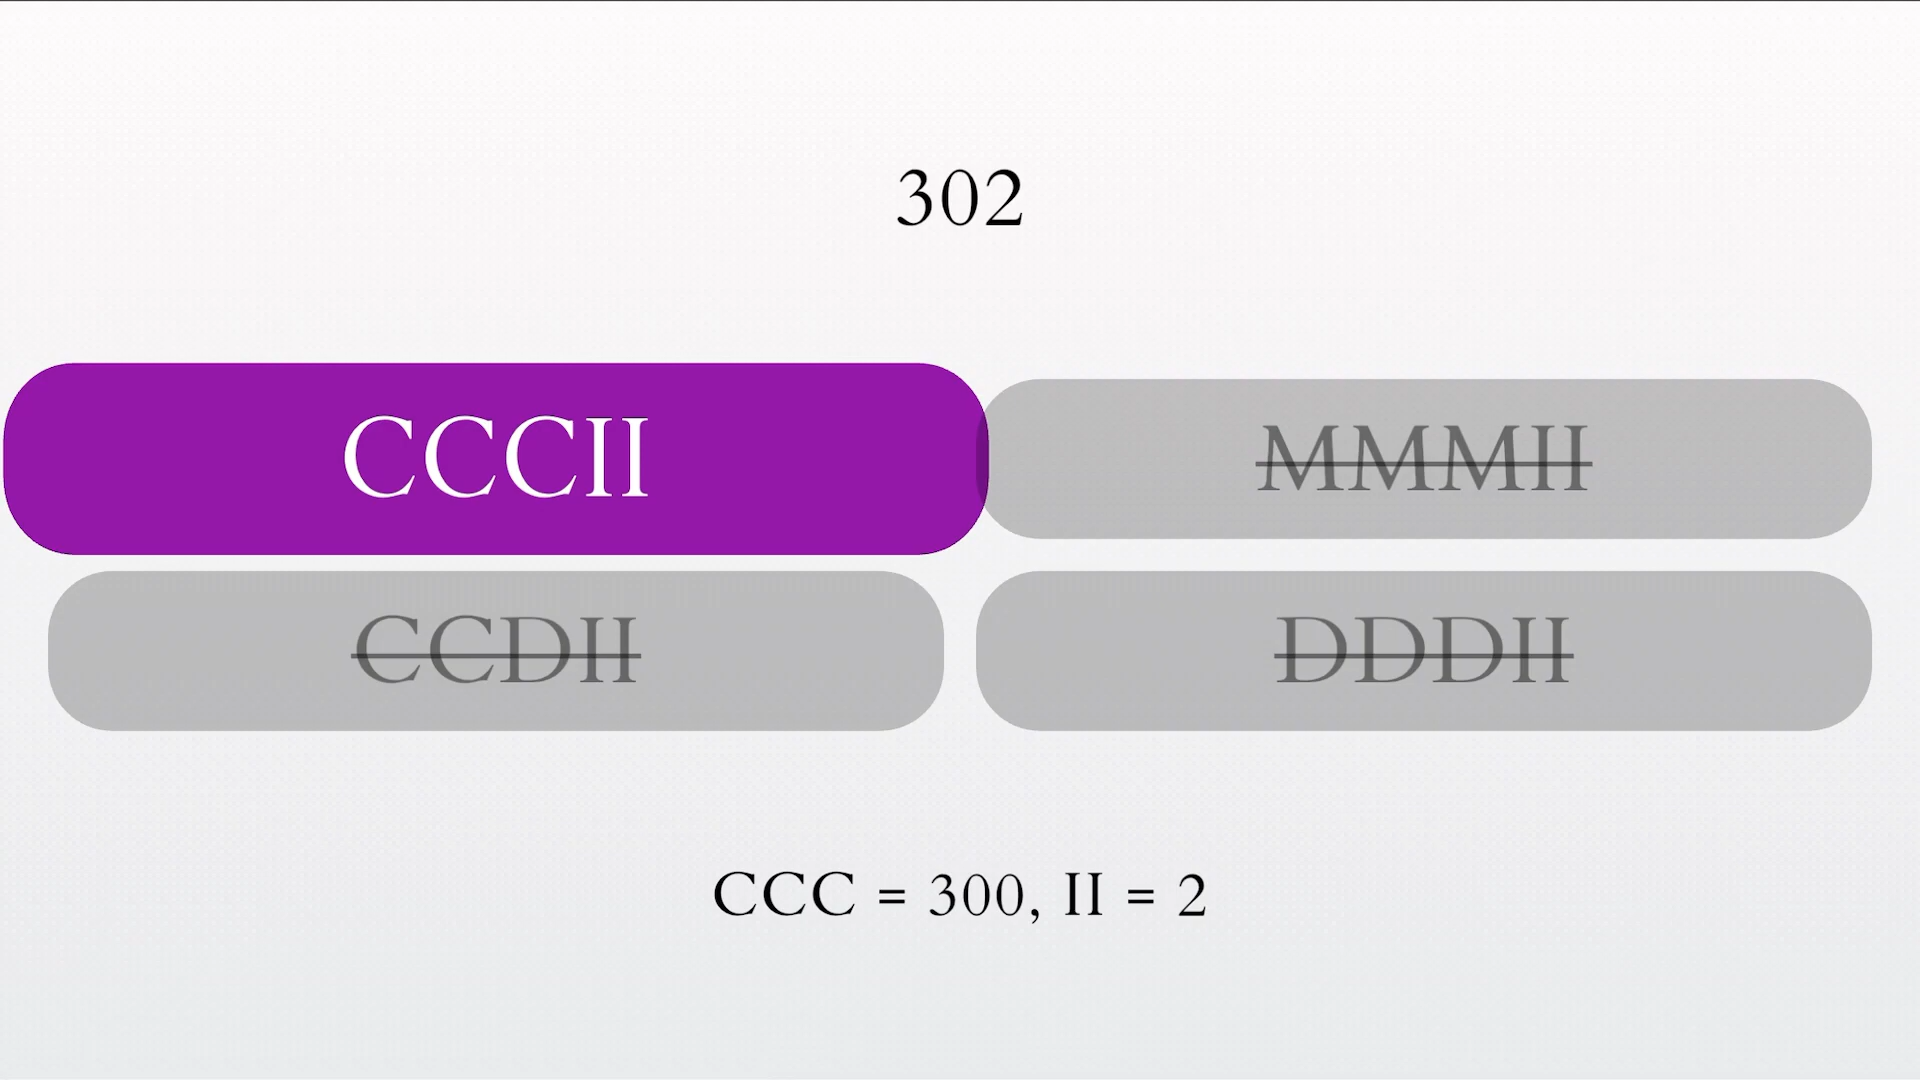 302
CCCII
MMMII
CCDII
DDDII
CCC = 300, II = 2